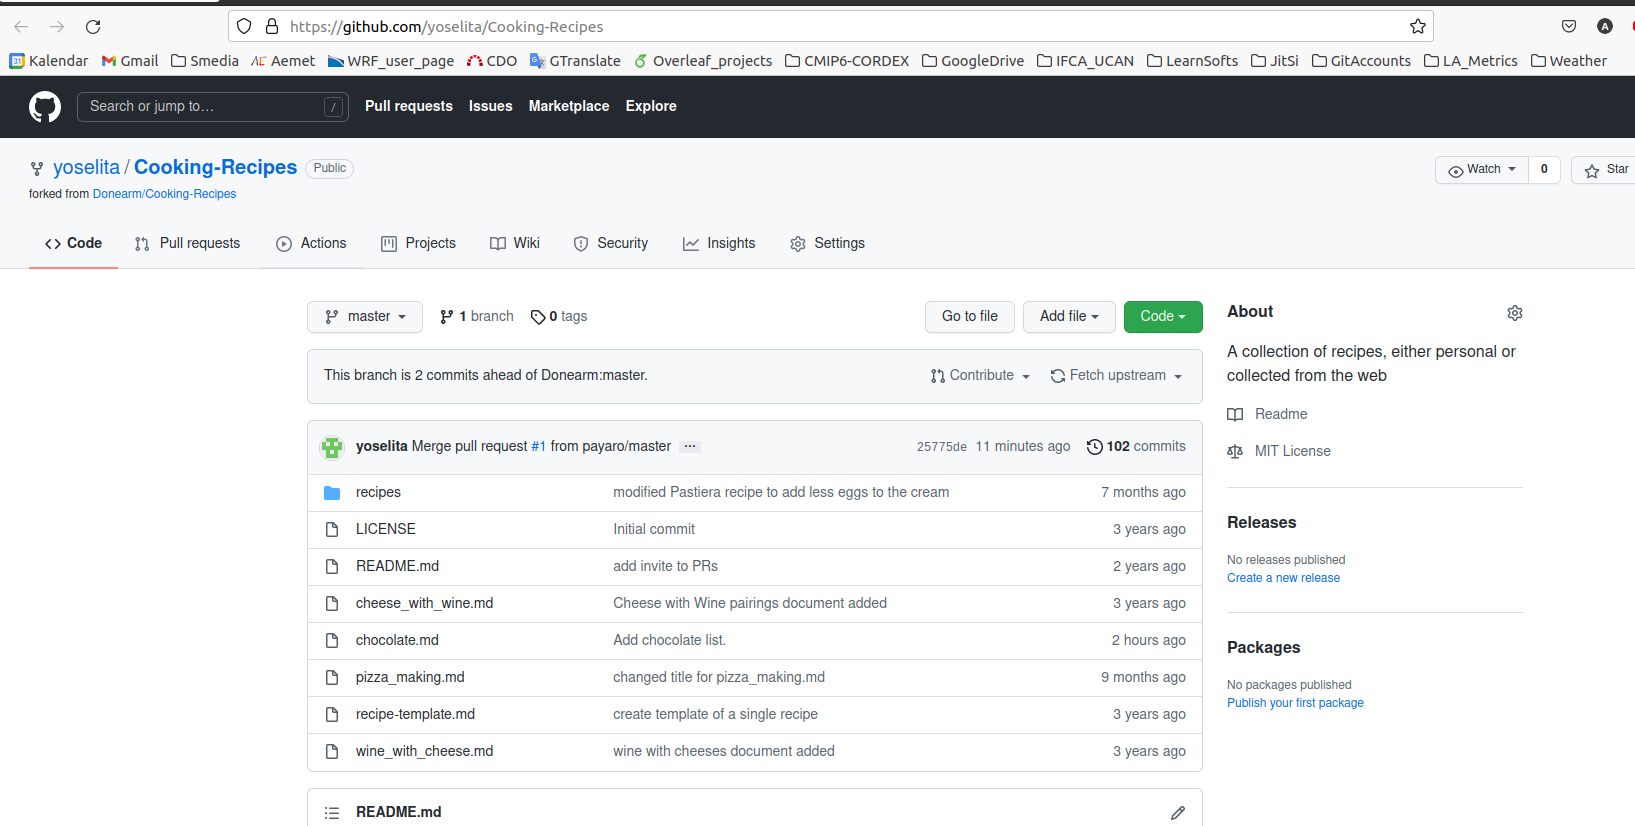 https://github.com/yoselita/Cooking-Recipes
A
31 Kalendar Gmail Smedia AE Aemet WRF_user_page CDO GTranslate Overleaf_projects CMIP6-CORDEX GoogleDrive IFCA_UCAN LearnSofts JitSi GitAccounts LA_Metrics Weather
Search or jump to… / Pull requests Issues Marketplace Explore
yoselita / Cooking-Recipes Public
Watch 0 Star
forked from Donearm/Cooking-Recipes
Code Pull requests Actions Projects Wiki Security Insights Settings
master 1 branch 0 tags Go to file Add file Code
This branch is 2 commits ahead of Donearm:master. Contribute Fetch upstream
yoselita Merge pull request #1 from payaro/master ... 25775de 11 minutes ago 102 commits
recipes modified Pastiera recipe to add less eggs to the cream 7 months ago
LICENSE Initial commit 3 years ago
README.md add invite to PRs 2 years ago
cheese_with_wine.md Cheese with Wine pairings document added 3 years ago
chocolate.md Add chocolate list. 2 hours ago
pizza_making.md changed title for pizza_making.md 9 months ago
recipe-template.md create template of a single recipe 3 years ago
wine_with_cheese.md wine with cheeses document added 3 years ago
README.md
About
A collection of recipes, either personal or
collected from the web
Readme
MIT License
Releases
No releases published
Create a new release
Packages
No packages published
Publish your first package